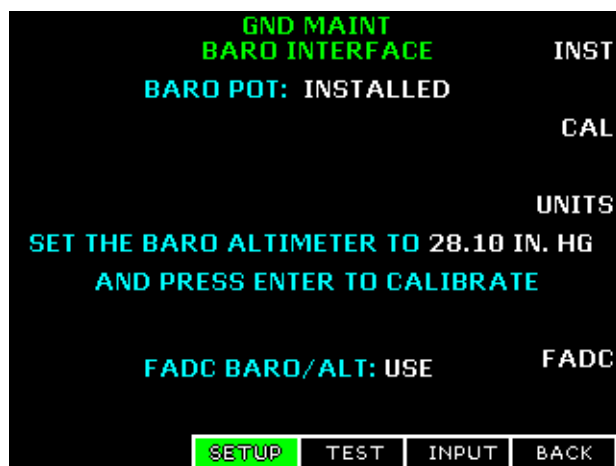 GND MAINT
BARO INTERFACE
INST
BARO POT: INSTALLED
CAL
UNITS
SET THE BARO ALTIMETER TO 28.10 IN. HG
AND PRESS ENTER TO CALIBRATE
FADC BARO/ALT: USE
FADC
SETUP TEST INPUT BACK